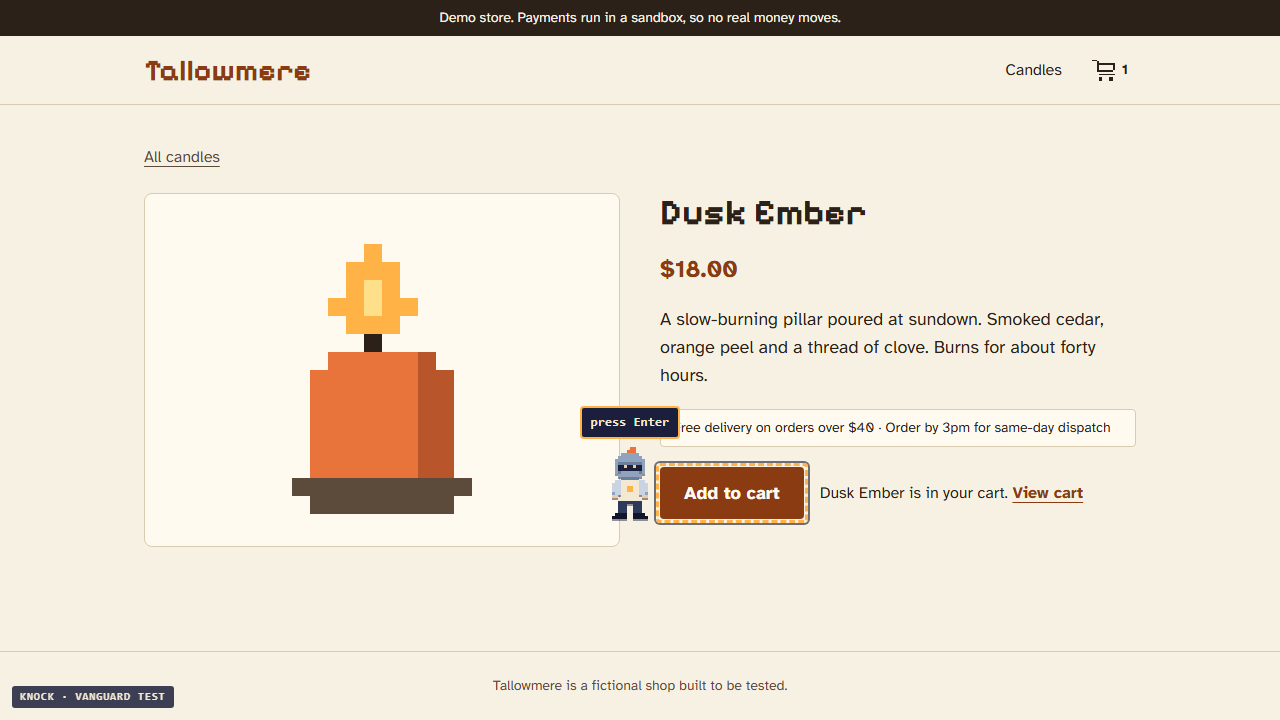 Demo store. Payments run in a sandbox, so no real money moves.
Tallowmere
Candles
1
All candles
Dusk Ember
$18.00
A slow-burning pillar poured at sundown. Smoked cedar,
orange peel and a thread of clove. Burns for about forty
hours.
press Enter
ree delivery on orders over $40 · Order by 3pm for same-day dispatch
Add to cart
Dusk Ember is in your cart. View cart
Tallowmere is a fictional shop built to be tested.
KNOCK · VANGUARD TEST